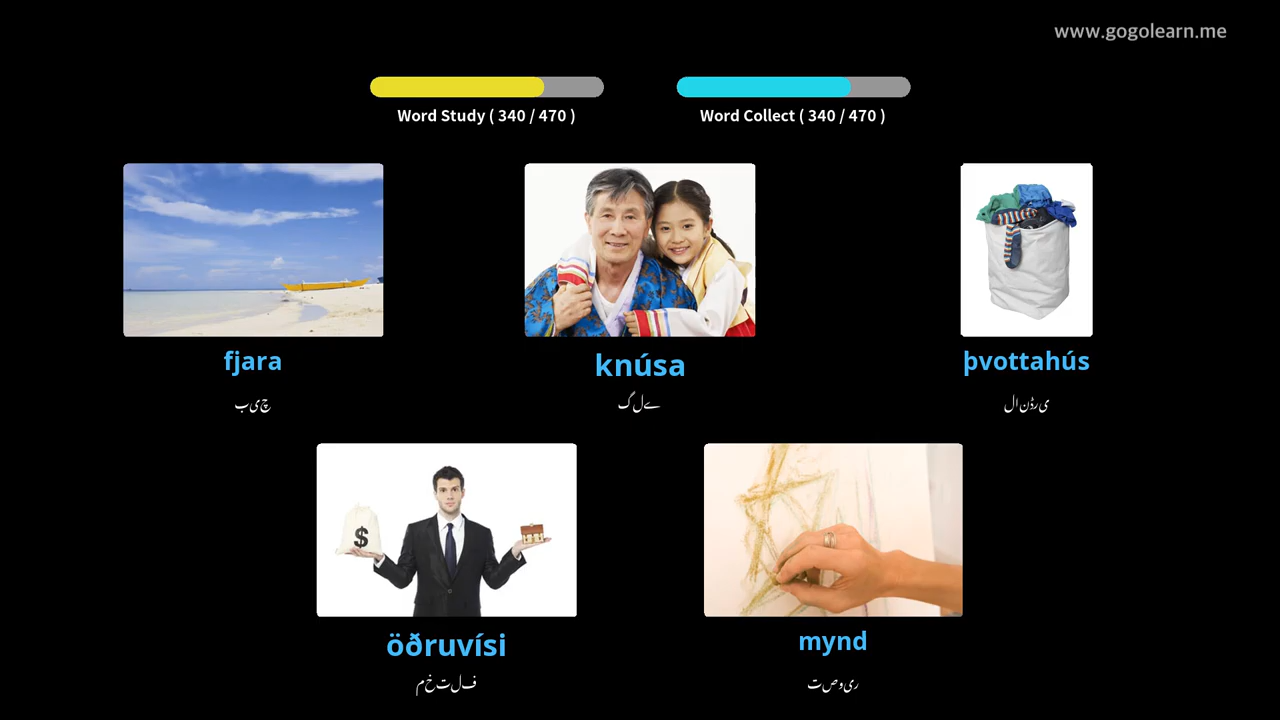 www.gogolearn.me
Word Study ( 340 / 470 )
Word Collect ( 340 / 470 )
fjara
بیچ
knúsa
گلے
þvottahús
لانڈری
öðruvísi
مختلف
mynd
تصویر
$